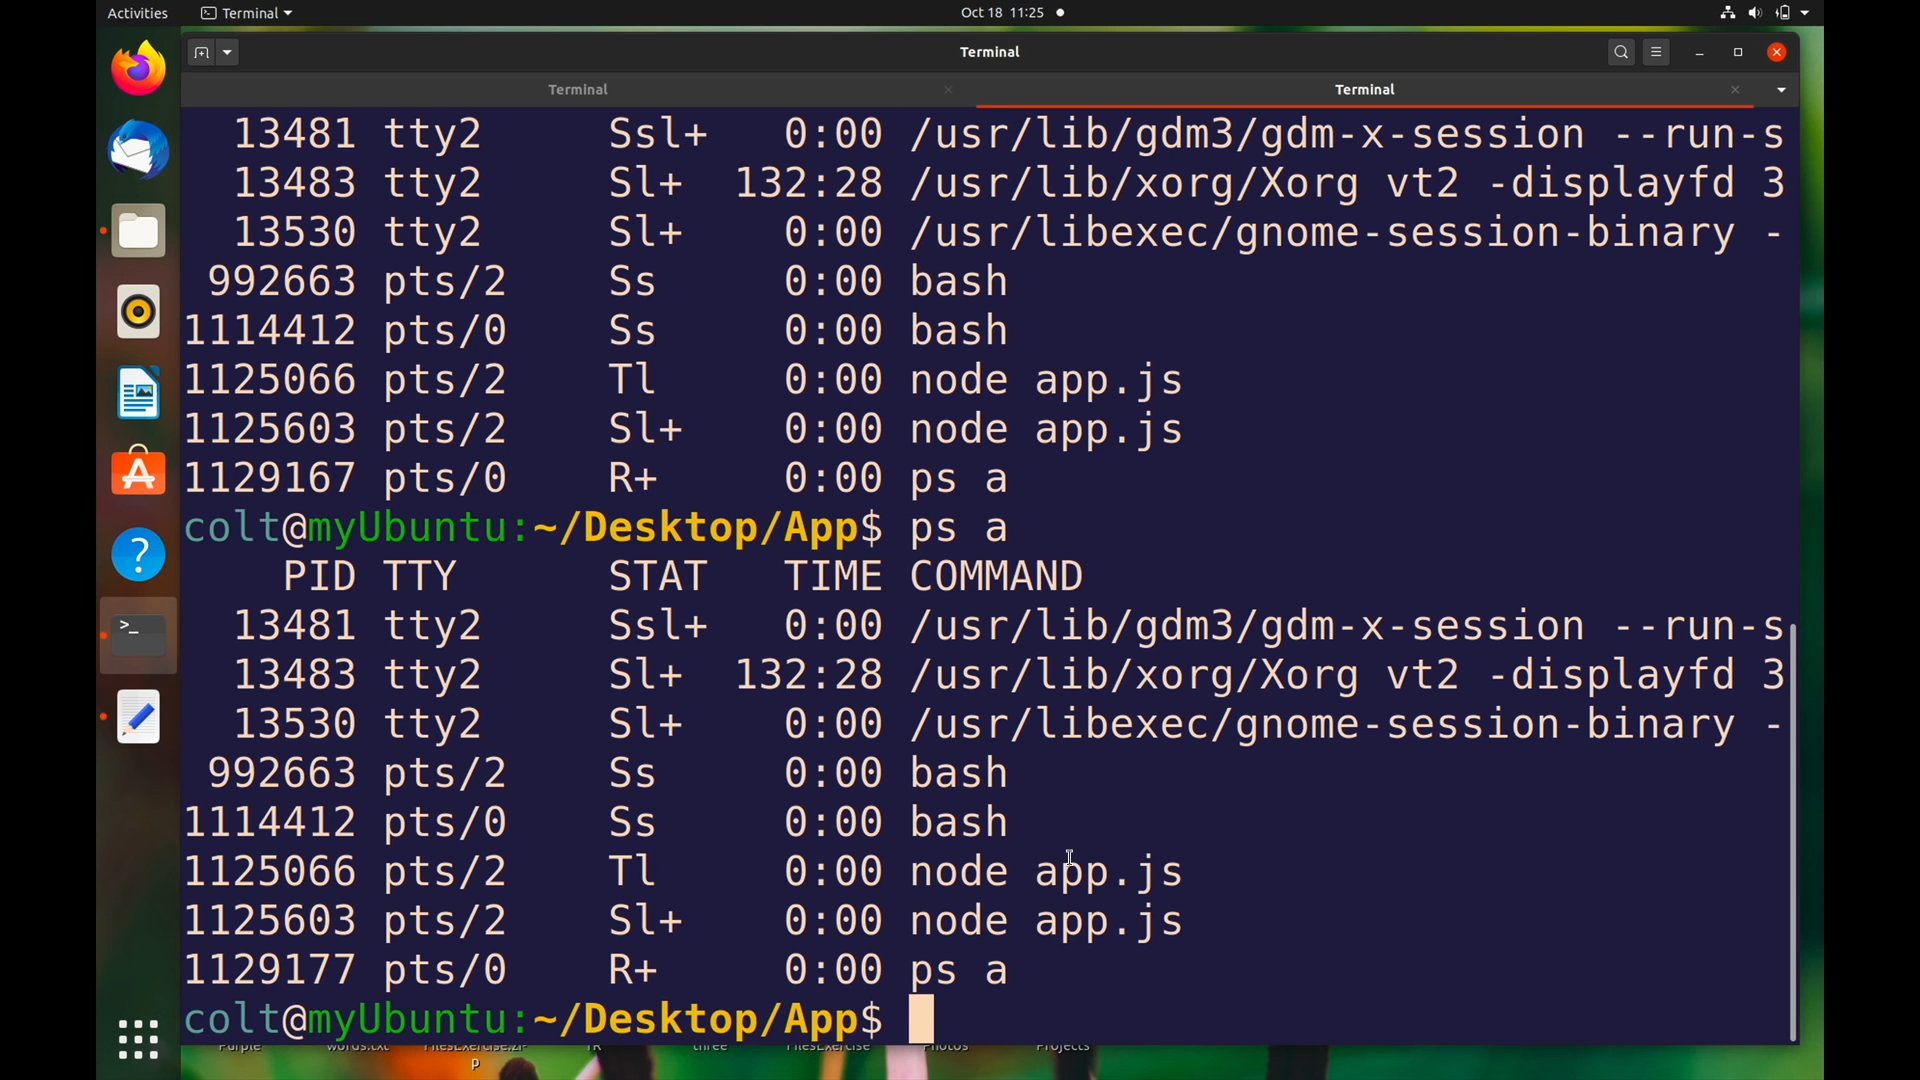 Activities Terminal Oct 18 11:25
Terminal
Terminal Terminal
13481 tty2 Ssl+ 0:00 /usr/lib/gdm3/gdm-x-session --run-s
13483 tty2 Sl+ 132:28 /usr/lib/xorg/Xorg vt2 -displayfd 3
13530 tty2 Sl+ 0:00 /usr/libexec/gnome-session-binary -
992663 pts/2 Ss 0:00 bash
1114412 pts/0 Ss 0:00 bash
1125066 pts/2 Tl 0:00 node app.js
1125603 pts/2 Sl+ 0:00 node app.js
1129167 pts/0 R+ 0:00 ps a
colt@myUbuntu:~/Desktop/App$ ps a
PID TTY STAT TIME COMMAND
13481 tty2 Ssl+ 0:00 /usr/lib/gdm3/gdm-x-session --run-s
13483 tty2 Sl+ 132:28 /usr/lib/xorg/Xorg vt2 -displayfd 3
13530 tty2 Sl+ 0:00 /usr/libexec/gnome-session-binary -
992663 pts/2 Ss 0:00 bash
1114412 pts/0 Ss 0:00 bash
1125066 pts/2 Tl 0:00 node app.js
1125603 pts/2 Sl+ 0:00 node app.js
1129177 pts/0 R+ 0:00 ps a
colt@myUbuntu:~/Desktop/App$
Purple words.txt three Photos Projects
p